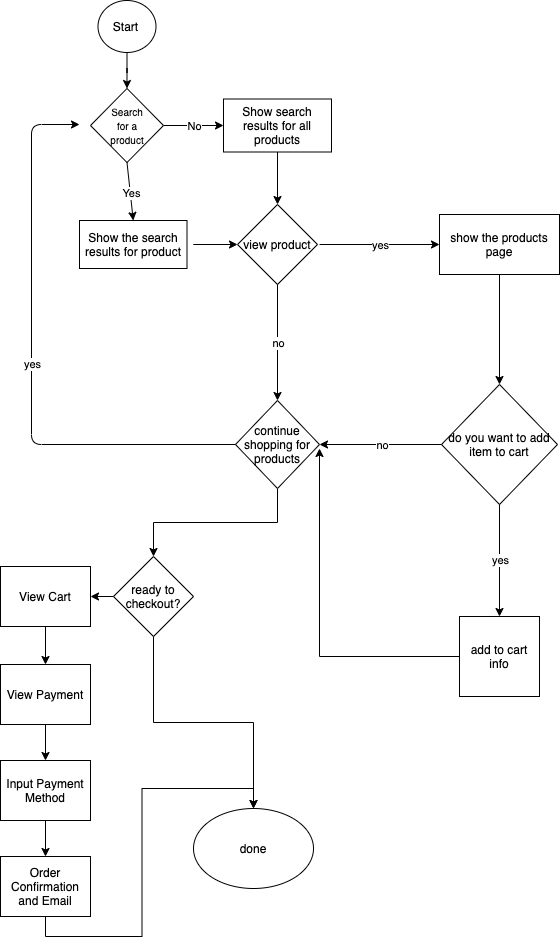 Start
Search
for a
product
No
Show search
results for all
products
Yes
Show the search
results for product
view product
yes
show the products
page
no
yes
continue
shopping for
products
no
do you want to add
item to cart
yes
ready to
checkout?
View Cart
add to cart
info
View Payment
Input Payment
Method
done
Order
Confirmation
and Email